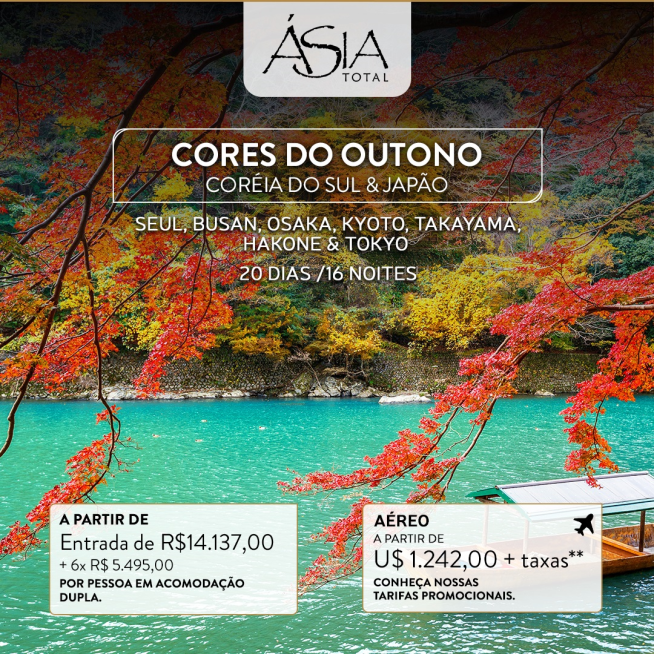 ÁSIA
TOTAL
CORES DO OUTONO
CORÉIA DO SUL & JAPÃO
SEUL, BUSAN, OSAKA, KYOTO, TAKAYAMA,
HAKONE & TOKYO
20 DIAS /16 NOITES
A PARTIR DE
Entrada de R$14.137,00
+ 6x R$ 5.495,00
POR PESSOA EM ACOMODAÇÃO
DUPLA.
AÉREO
A PARTIR DE
U$ 1.242,00 + taxas**
CONHEÇA NOSSAS
TARIFAS PROMOCIONAIS.